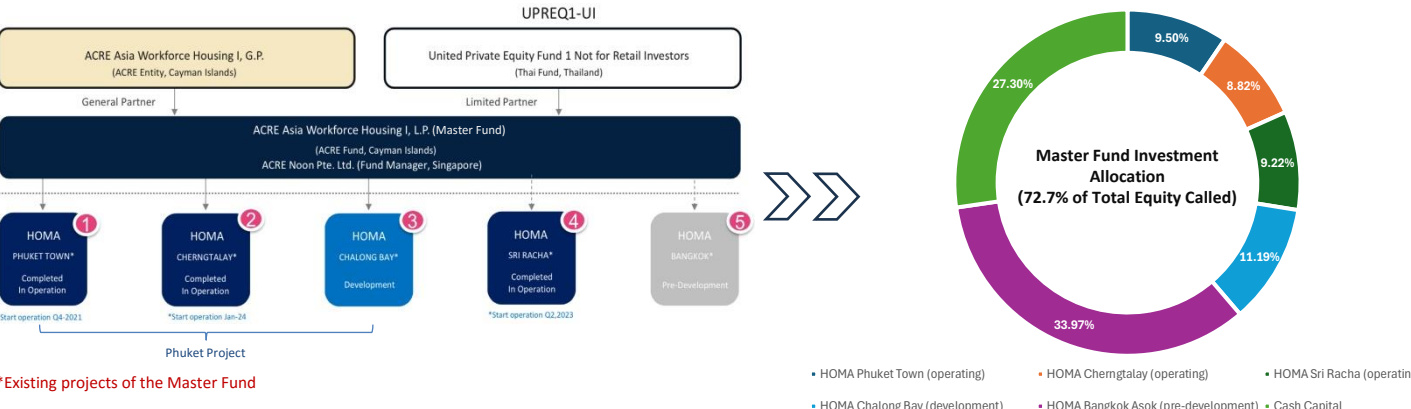 UPREQ1-UI
ACRE Asia Workforce Housing I, G.P.
(ACRE Entity, Cayman Islands)
United Private Equity Fund 1 Not for Retail Investors
(Thai Fund, Thailand)
General Partner
Limited Partner
ACRE Asia Workforce Housing I, L.P. (Master Fund)
(ACRE Fund, Cayman Islands)
ACRE Noon Pte. Ltd. (Fund Manager, Singapore)
1
HOMA
PHUKET TOWN*
Completed
In Operation
Start operation Q4-2021
2
HOMA
CHERNGTALAY*
Completed
In Operation
*Start operation Jan-24
3
HOMA
CHALONG BAY*
Development
4
HOMA
SRI RACHA*
Completed
In Operation
*Start operation Q2,2023
5
HOMA
BANGKOK*
Pre-Development
Phuket Project
*Existing projects of the Master Fund
9.50%
8.82%
9.22%
11.19%
33.97%
27.30%
Master Fund Investment
Allocation
(72.7% of Total Equity Called)
HOMA Phuket Town (operating)
HOMA Cherngtalay (operating)
HOMA Sri Racha (operatin
HOMA Chalong Bay (development)
HOMA Bangkok Asok (pre-development)
Cash Capital